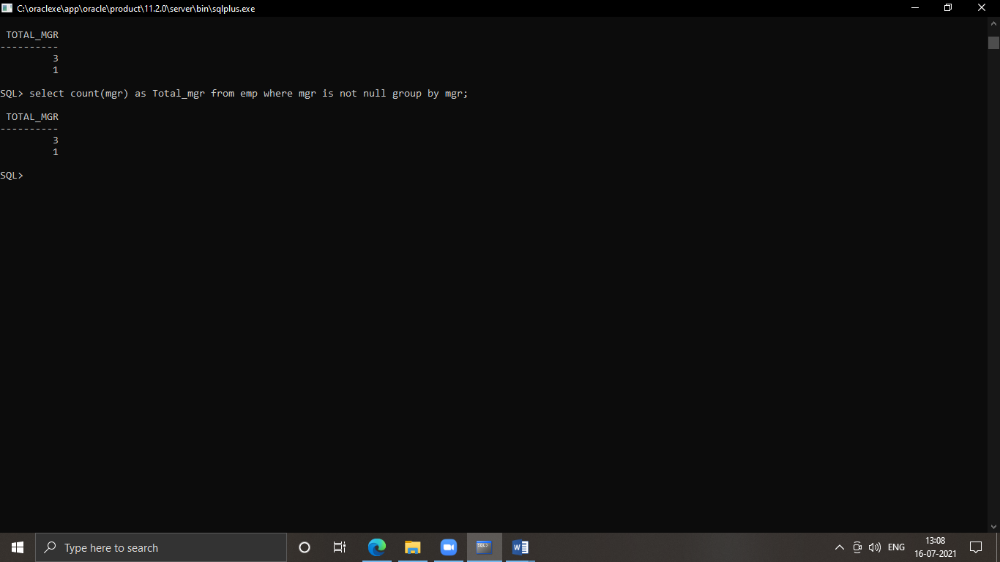 C:\oraclexe\app\oracle\product\11.2.0\server\bin\sqlplus.exe
TOTAL_MGR
----------
3
1
SQL> select count(mgr) as Total_mgr from emp where mgr is not null group by mgr;
TOTAL_MGR
----------
3
1
SQL>
Type here to search
SQL>
W
ENG
13:08
16-07-2021